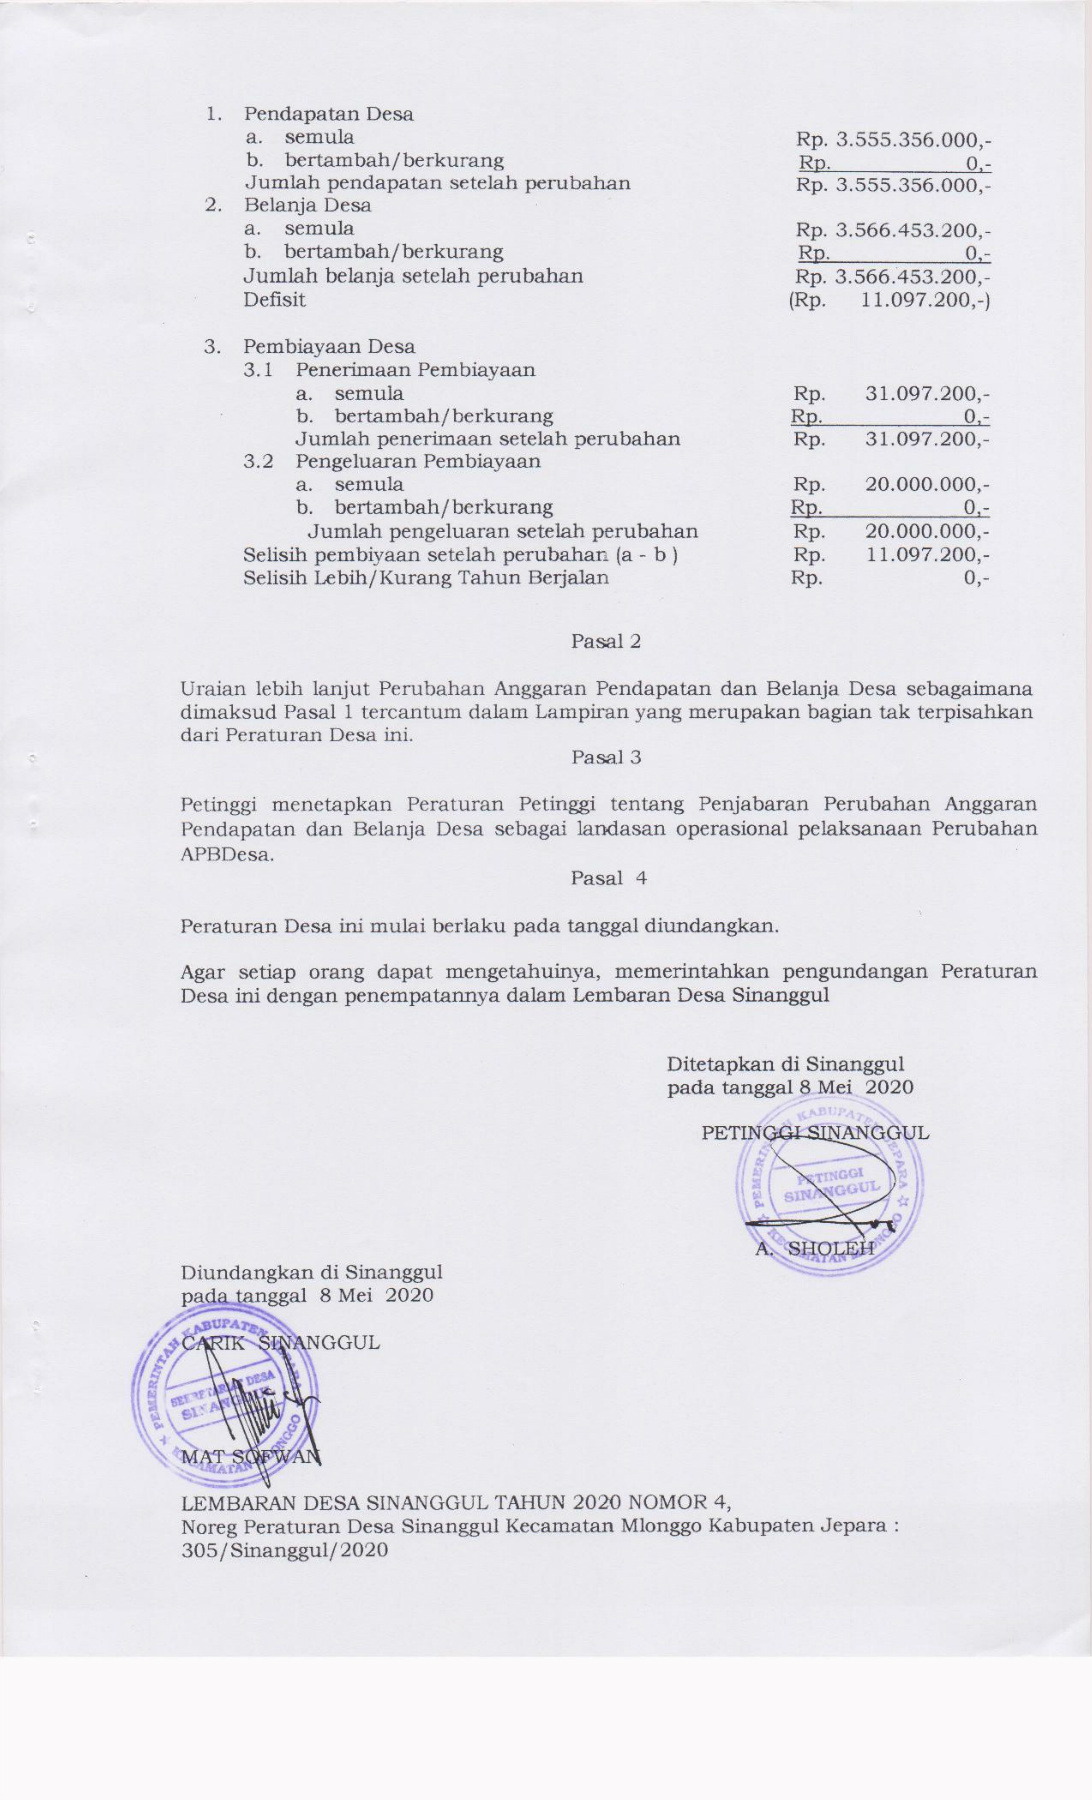 1. Pendapatan Desa
a. semula Rp. 3.555.356.000,-
b. bertambah/berkurang Rp. 0,-
Jumlah pendapatan setelah perubahan Rp. 3.555.356.000,-
2. Belanja Desa
a. semula Rp. 3.566.453.200,-
b. bertambah/berkurang Rp. 0,-
Jumlah belanja setelah perubahan Rp. 3.566.453.200,-
Defisit (Rp. 11.097.200,-)
3. Pembiayaan Desa
3.1 Penerimaan Pembiayaan
a. semula Rp. 31.097.200,-
b. bertambah/berkurang Rp. 0,-
Jumlah penerimaan setelah perubahan Rp. 31.097.200,-
3.2 Pengeluaran Pembiayaan
a. semula Rp. 20.000.000,-
b. bertambah/berkurang Rp. 0,-
Jumlah pengeluaran setelah perubahan Rp. 20.000.000,-
Selisih pembiyaan setelah perubahan (a - b ) Rp. 11.097.200,-
Selisih Lebih/Kurang Tahun Berjalan Rp. 0,-
Pasal 2
Uraian lebih lanjut Perubahan Anggaran Pendapatan dan Belanja Desa sebagaimana
dimaksud Pasal 1 tercantum dalam Lampiran yang merupakan bagian tak terpisahkan
dari Peraturan Desa ini.
Pasal 3
Petinggi menetapkan Peraturan Petinggi tentang Penjabaran Perubahan Anggaran
Pendapatan dan Belanja Desa sebagai landasan operasional pelaksanaan Perubahan
APBDesa.
Pasal 4
Peraturan Desa ini mulai berlaku pada tanggal diundangkan.
Agar setiap orang dapat mengetahuinya, memerintahkan pengundangan Peraturan
Desa ini dengan penempatannya dalam Lembaran Desa Sinanggul
Ditetapkan di Sinanggul
pada tanggal 8 Mei 2020
PETINGGI SINANGGUL
PEMERINTAH KABUPATEN JEPARA
PETINGGI
SINANGGUL
KECAMATAN MLONGGO
A. SHOLEH
Diundangkan di Sinanggul
pada tanggal 8 Mei 2020
CARIK SINANGGUL
PEMERINTAH KABUPATEN JEPARA
SEKRETARIAT DESA
SINANGGUL
KECAMATAN MLONGGO
MAT SOFWAN
LEMBARAN DESA SINANGGUL TAHUN 2020 NOMOR 4,
Noreg Peraturan Desa Sinanggul Kecamatan Mlonggo Kabupaten Jepara :
305/Sinanggul/2020